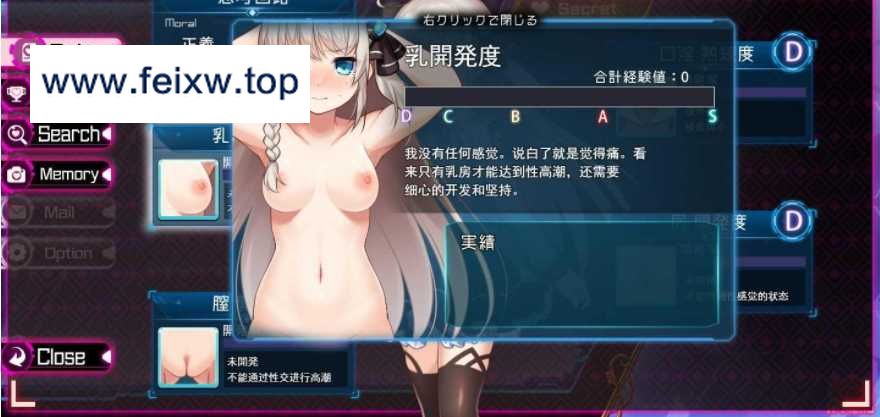 Moral
正義
右クリックで閉じる
Secret
乳開発度
合計経験値：0
度
D
www.feixw.top
D C B A S
Search
乳
我没有任何感觉。说白了就是觉得痛。看
来只有乳房才能达到性高潮，还需要
细心的开发和坚持。
Memory
Mail
実績
D
Option
感觉的状态
膣
Close
未開発
不能通过性交进行高潮